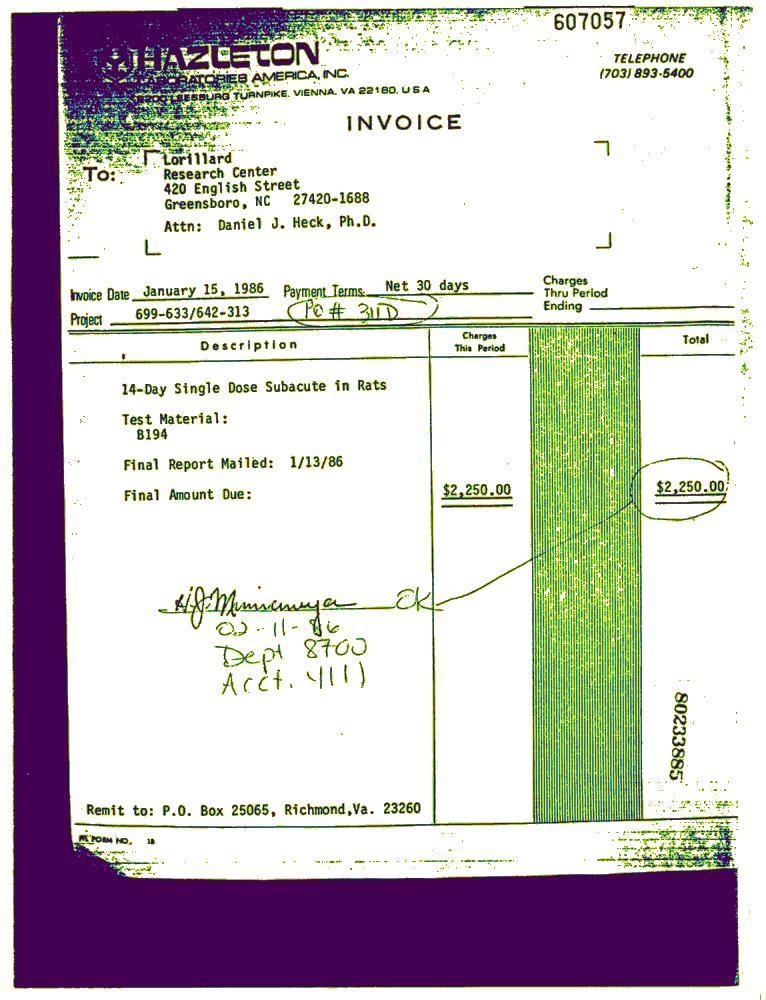 607057
HAZLETON
LABORATORIES AMERICA, INC.
LEESBURG TURNPIKE, VIENNA, VA 22180, U S A
TELEPHONE
(703) 893-5400
INVOICE
To:
Lorillard
Research Center
420 English Street
Greensboro, NC 27420-1688
Attn: Daniel J. Heck, Ph.D.
Invoice Date January 15, 1986 Payment Terms: Net 30 days
Charges
Thru Period
Ending
Project 699-633/642-313 PO # 311D
Description
Charges
This Period
Total
14-Day Single Dose Subacute in Rats
Test Material:
B194
Final Report Mailed: 1/13/86
Final Amount Due: $2,250.00 $2,250.00
OK
02-11-86
Dept 8700
Acct. 4111
80233885
Remit to: P.O. Box 25065, Richmond,Va. 23260
FORM NO. 18